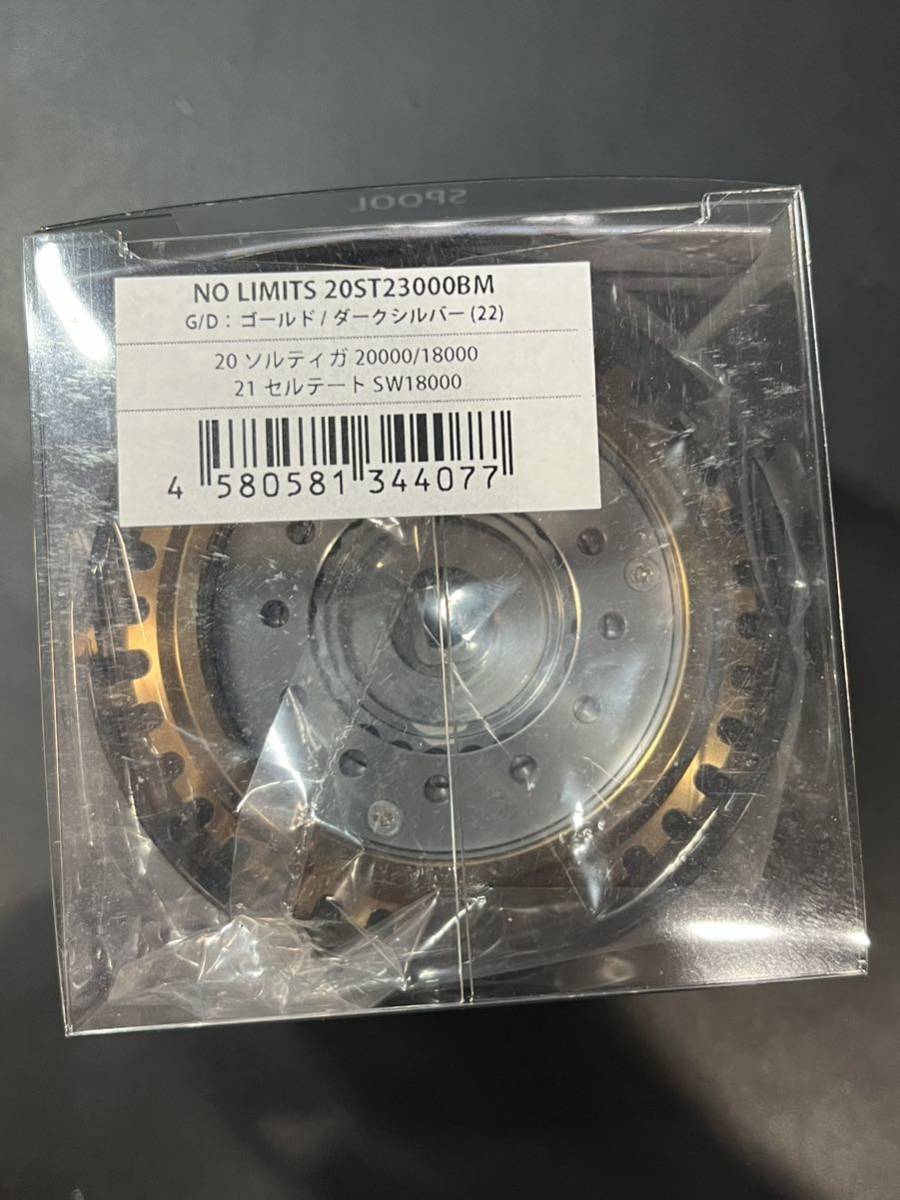 SPOOL
NO LIMITS 20ST23000BM
G/D：ゴールド / ダークシルバー (22)
20 ソルティガ 20000/18000
21 セルテート SW18000
4 580581 344077